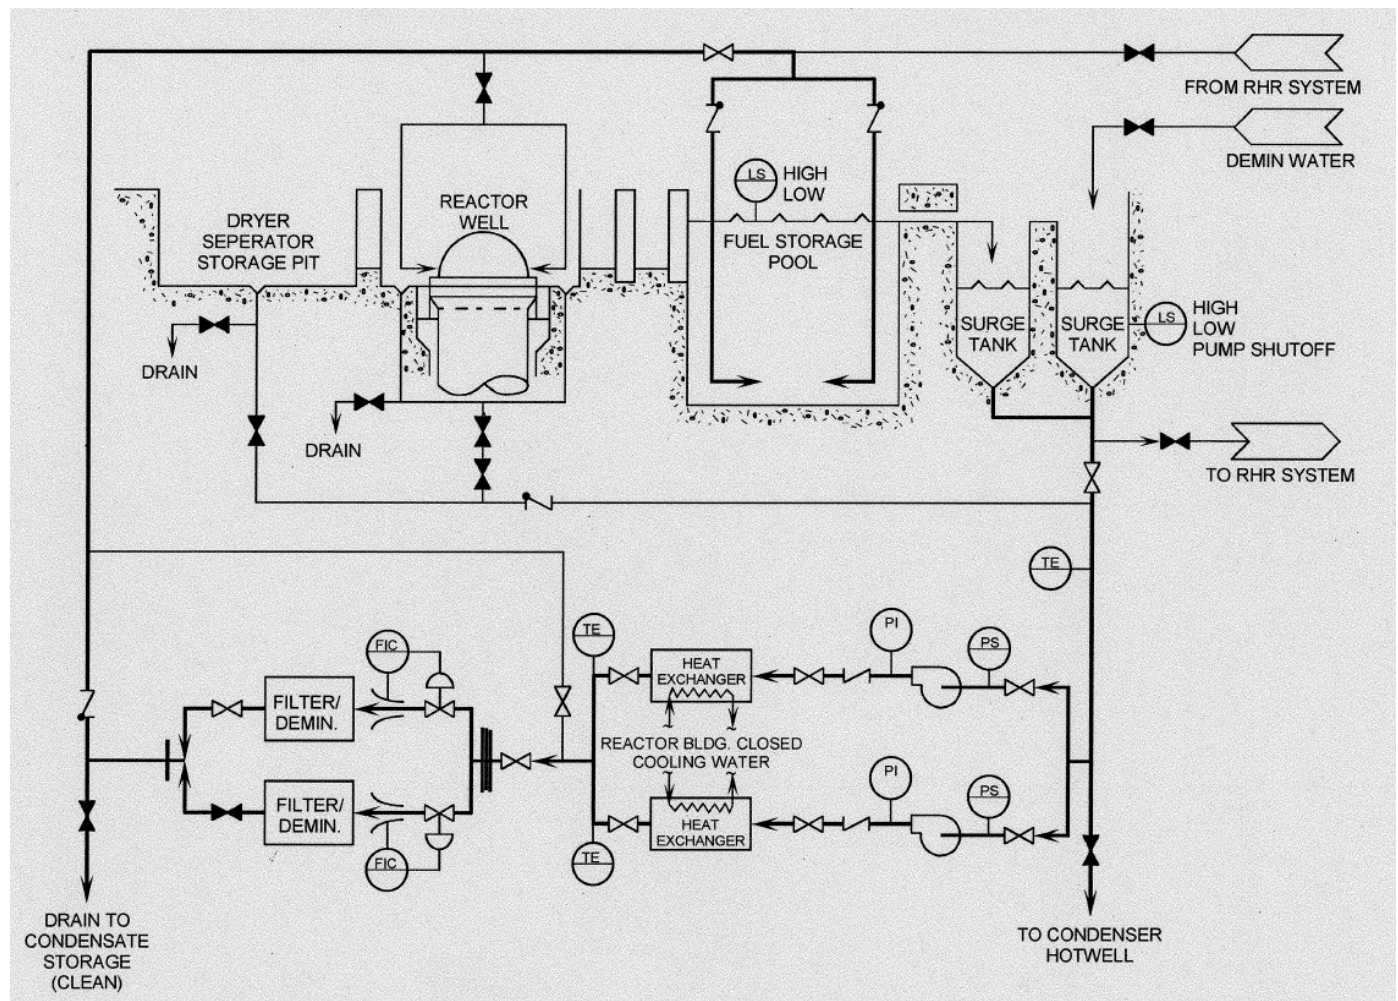 FROM RHR SYSTEM
DEMIN WATER
LS
HIGH
LOW
REACTOR
WELL
DRYER
SEPERATOR
STORAGE PIT
FUEL STORAGE
POOL
SURGE
TANK
SURGE
TANK
LS
HIGH
LOW
PUMP SHUTOFF
DRAIN
DRAIN
TO RHR SYSTEM
TE
FIC
TE
PI
PS
FILTER/
DEMIN.
HEAT
EXCHANGER
REACTOR BLDG. CLOSED
COOLING WATER
PI
PS
FILTER/
DEMIN.
HEAT
EXCHANGER
FIC
TE
DRAIN TO
CONDENSATE
STORAGE
(CLEAN)
TO CONDENSER
HOTWELL